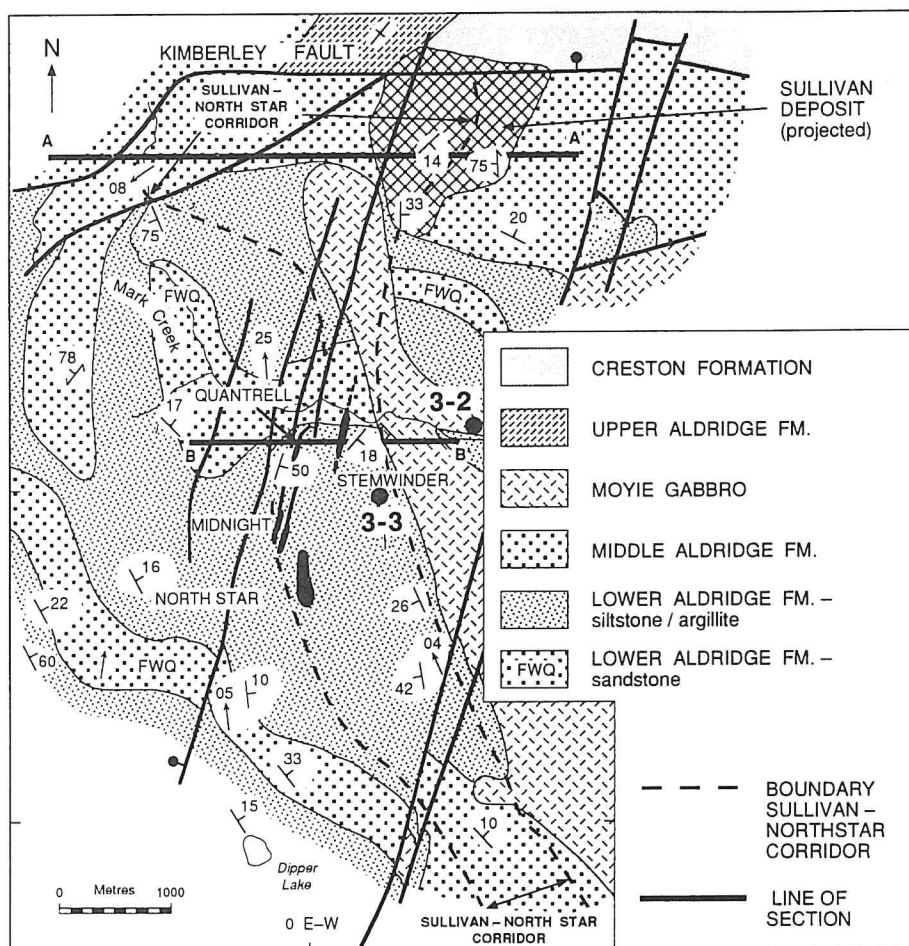 N
KIMBERLEY FAULT
SULLIVAN–
NORTH STAR
CORRIDOR
SULLIVAN
DEPOSIT
(projected)
A
A
14
75
08
33
20
75
Mark Creek
FWQ
FWQ
78
25
QUANTRELL
17
3-2
B
B
18
50
STEMWINDER
MIDNIGHT
3-3
16
NORTH STAR
26
22
04
60
FWQ
10
05
42
33
15
10
Dipper
Lake
0 Metres 1000
0 E–W
SULLIVAN–NORTH STAR
CORRIDOR
CRESTON FORMATION
UPPER ALDRIDGE FM.
MOYIE GABBRO
MIDDLE ALDRIDGE FM.
LOWER ALDRIDGE FM.–
siltstone / argillite
FWQ LOWER ALDRIDGE FM.–
sandstone
BOUNDARY
SULLIVAN–
NORTHSTAR
CORRIDOR
LINE OF
SECTION